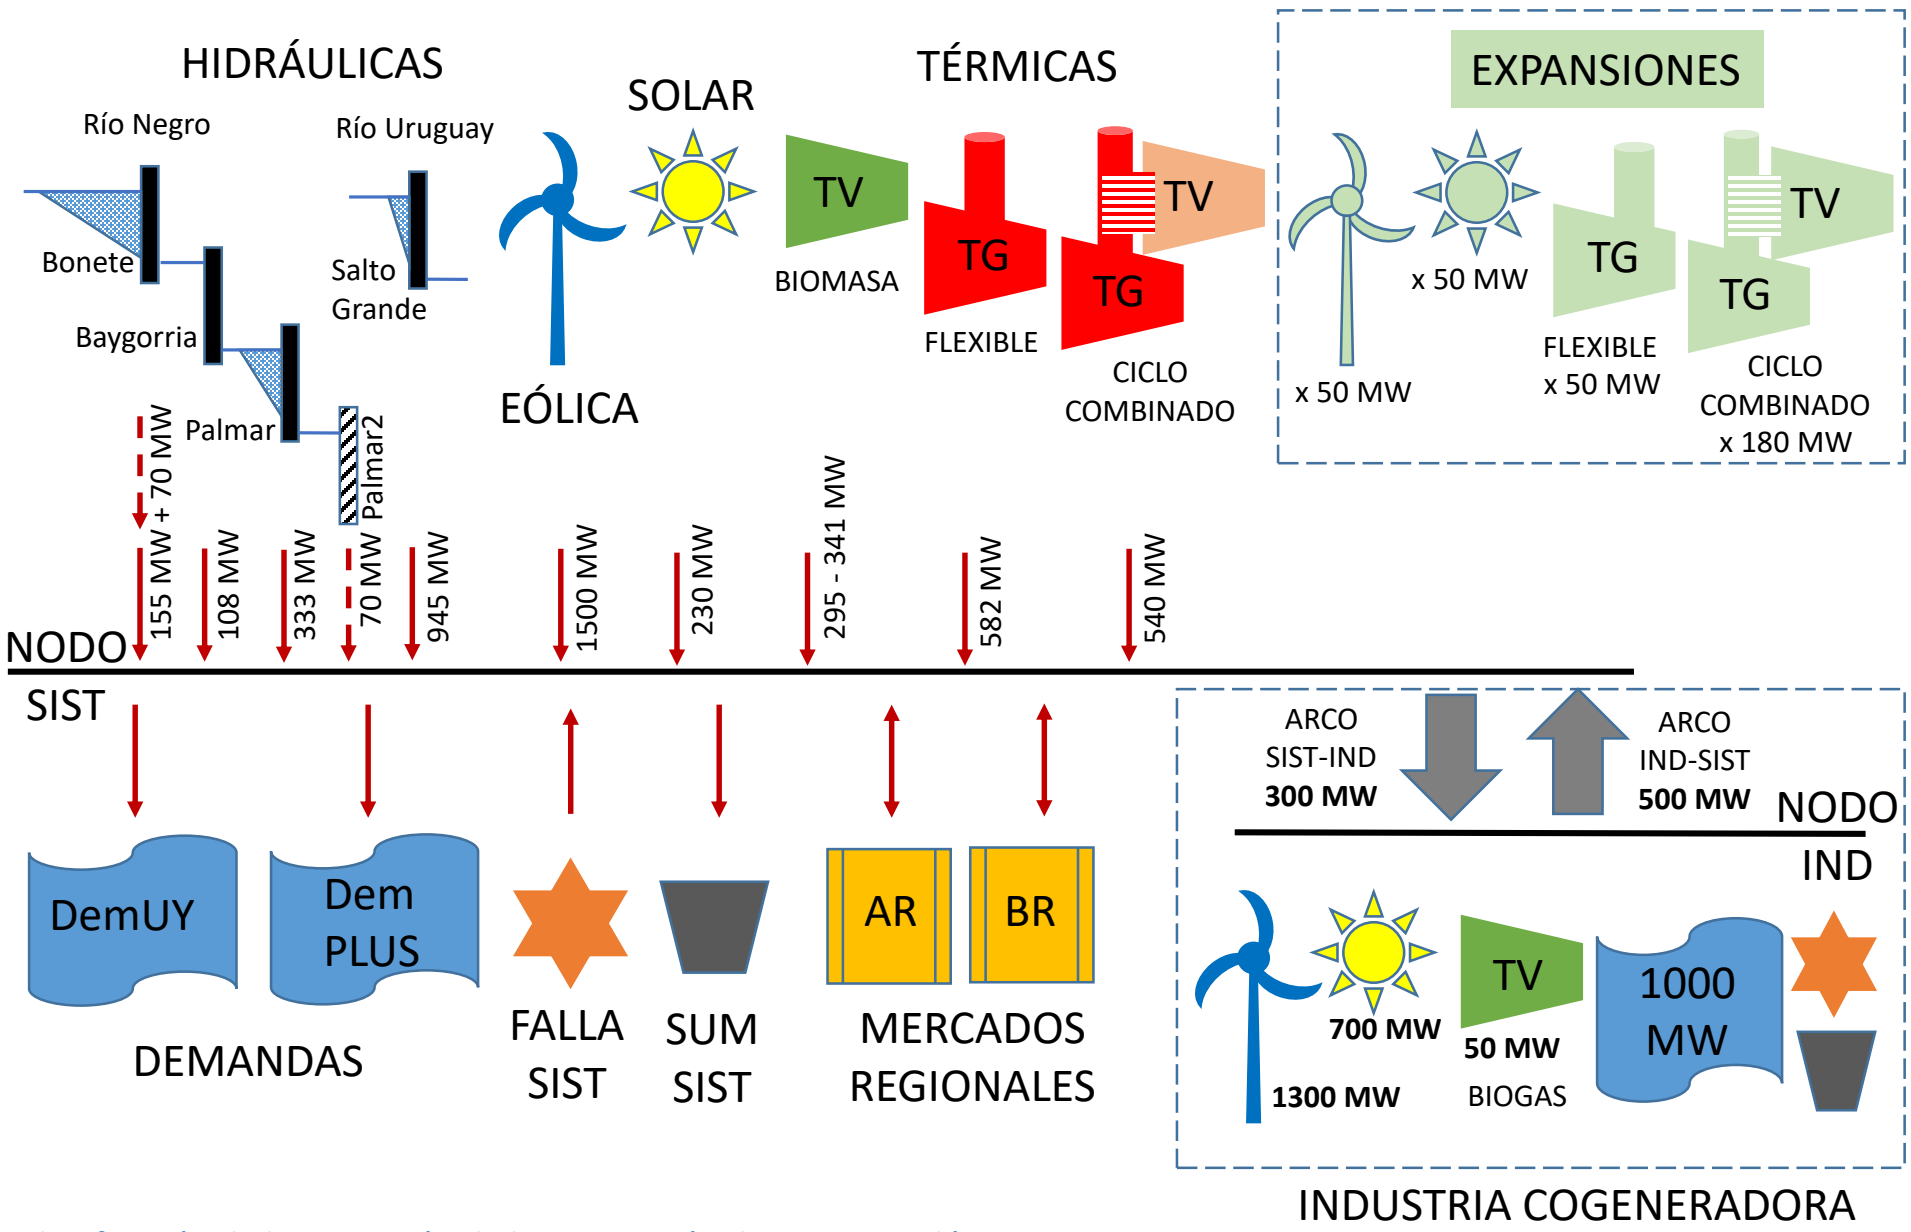 HIDRÁULICAS
Río Negro
Río Uruguay
Bonete
Baygorria
Palmar
Palmar2
Salto
Grande
SOLAR
EÓLICA
TÉRMICAS
TV
BIOMASA
TG
FLEXIBLE
TV
TG
CICLO
COMBINADO
EXPANSIONES
x 50 MW
x 50 MW
TG
FLEXIBLE
x 50 MW
TV
TG
CICLO
COMBINADO
x 180 MW
155 MW + 70 MW
108 MW
333 MW
70 MW
945 MW
1500 MW
230 MW
295 - 341 MW
582 MW
540 MW
NODO
SIST
DemUY
Dem
PLUS
DEMANDAS
FALLA
SIST
SUM
SIST
AR
BR
MERCADOS
REGIONALES
ARCO
SIST-IND
300 MW
ARCO
IND-SIST
500 MW
NODO
IND
1300 MW
700 MW
TV
50 MW
BIOGAS
1000
MW
INDUSTRIA COGENERADORA